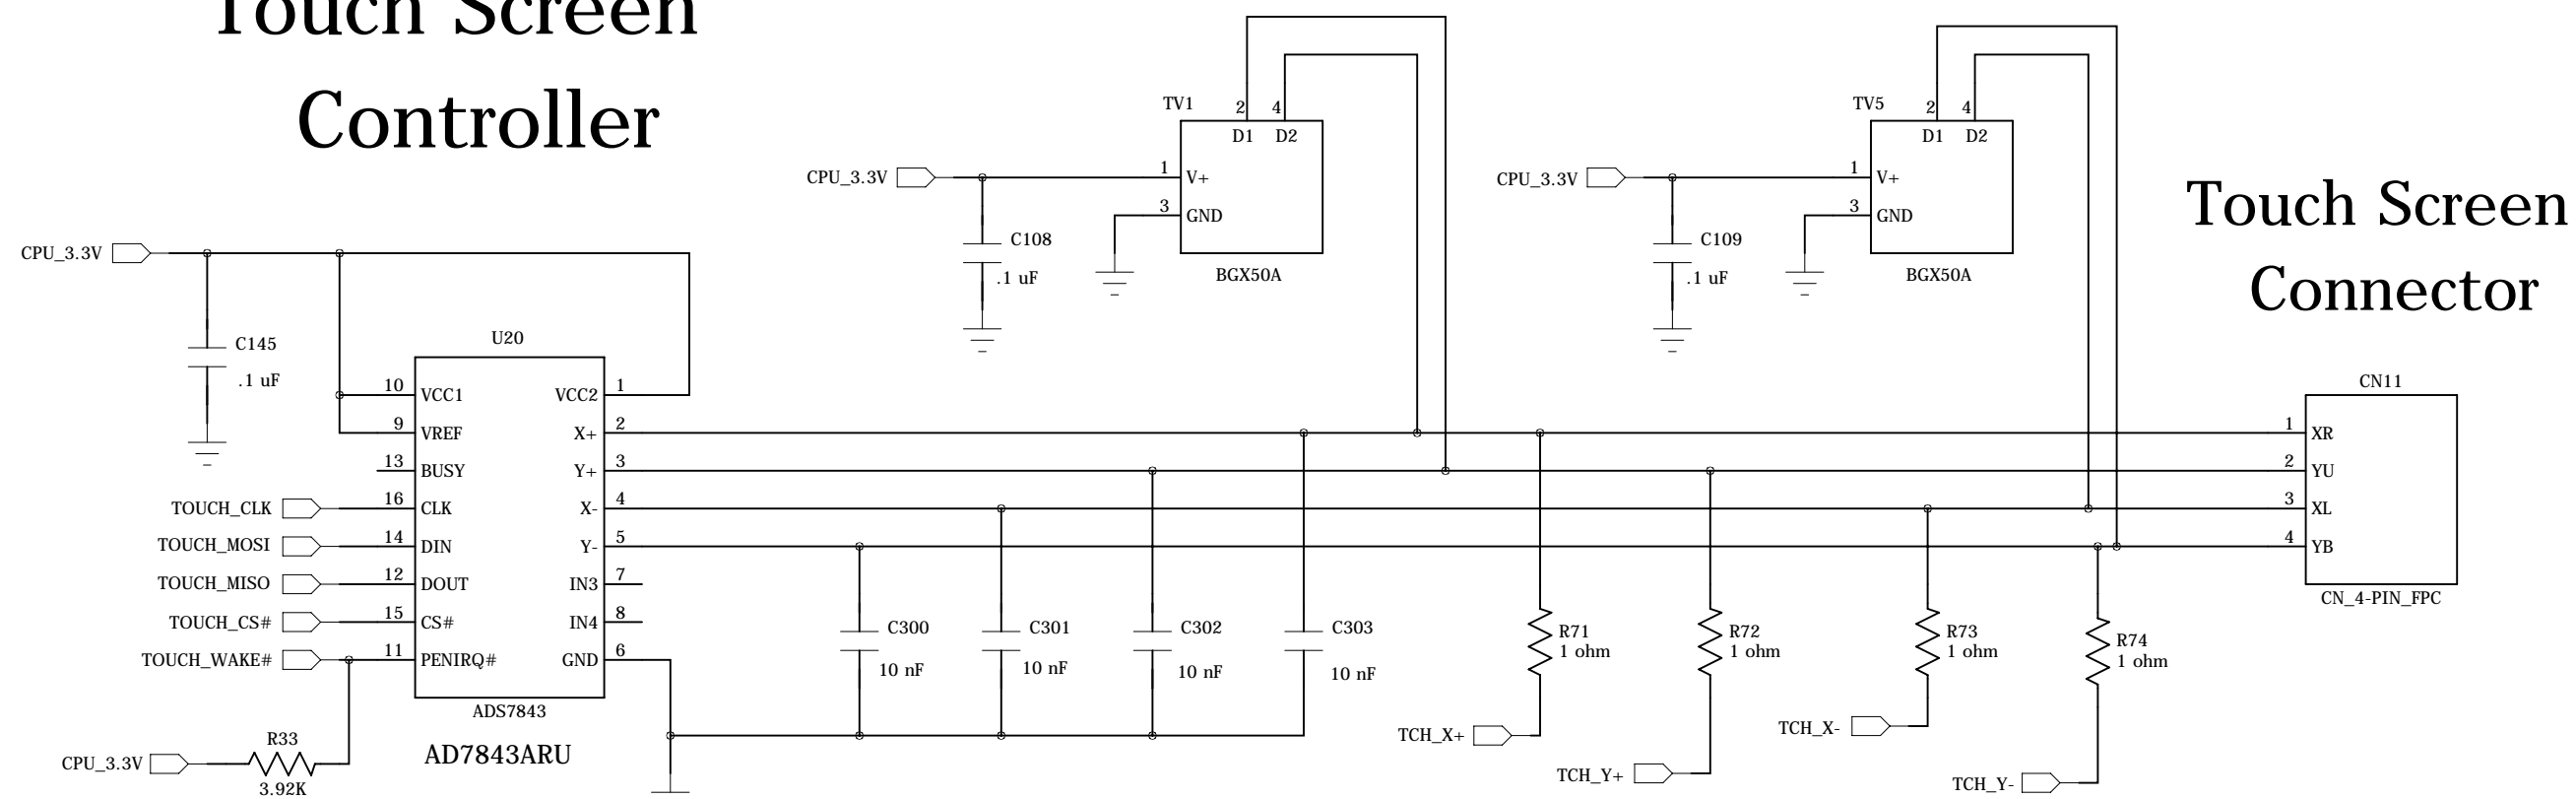 Touch Screen
Controller
Touch Screen
Connector
TV1
2
4
D1
D2
CPU_3.3V
1
V+
3
GND
C108
.1 uF
BGX50A
TV5
2
4
D1
D2
CPU_3.3V
1
V+
3
GND
C109
.1 uF
BGX50A
CPU_3.3V
C145
.1 uF
U20
10
VCC1
VCC2
1
9
VREF
X+
2
13
BUSY
Y+
3
TOUCH_CLK
16
CLK
X-
4
TOUCH_MOSI
14
DIN
Y-
5
TOUCH_MISO
12
DOUT
IN3
7
TOUCH_CS#
15
CS#
IN4
8
TOUCH_WAKE#
11
PENIRQ#
GND
6
ADS7843
AD7843ARU
R33
CPU_3.3V
3.92K
C300
10 nF
C301
10 nF
C302
10 nF
C303
10 nF
R71
1 ohm
R72
1 ohm
R73
1 ohm
R74
1 ohm
TCH_X+
TCH_Y+
TCH_X-
TCH_Y-
CN11
1
XR
2
YU
3
XL
4
YB
CN_4-PIN_FPC